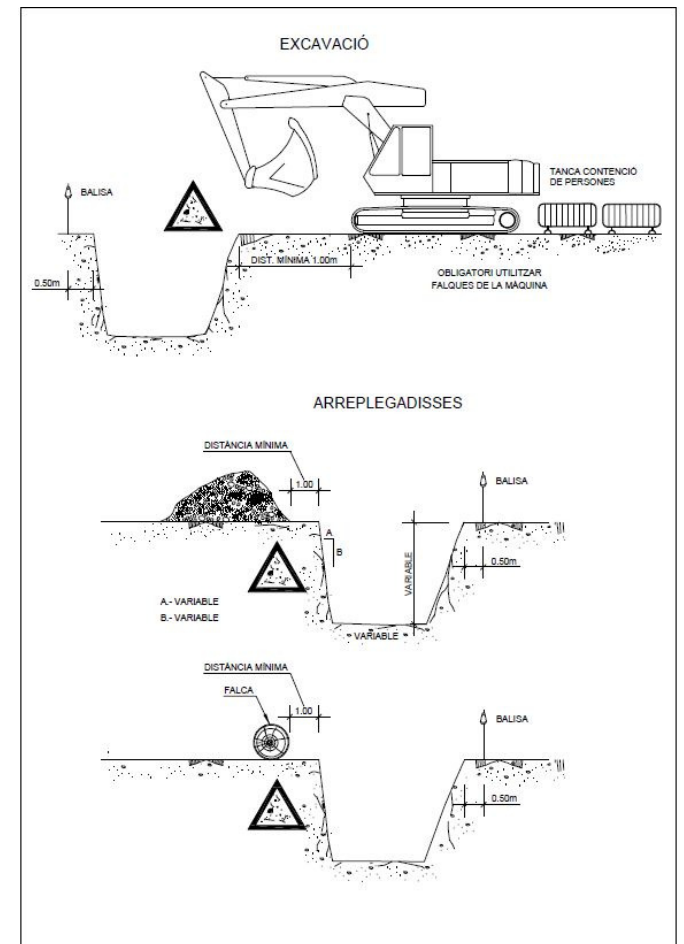 EXCAVACIÓ
BALISA
TANCA CONTENCIÓ
DE PERSONES
DIST. MÍNIMA 1.00m
0.50m
OBLIGATORI UTILITZAR
FALQUES DE LA MÀQUINA
ARREPLEGADISSES
DISTÀNCIA MÍNIMA
1.00
BALISA
A
B
VARIABLE
0.50m
A.- VARIABLE
B.- VARIABLE
VARIABLE
DISTÀNCIA MÍNIMA
FALCA
1.00
BALISA
0.50m